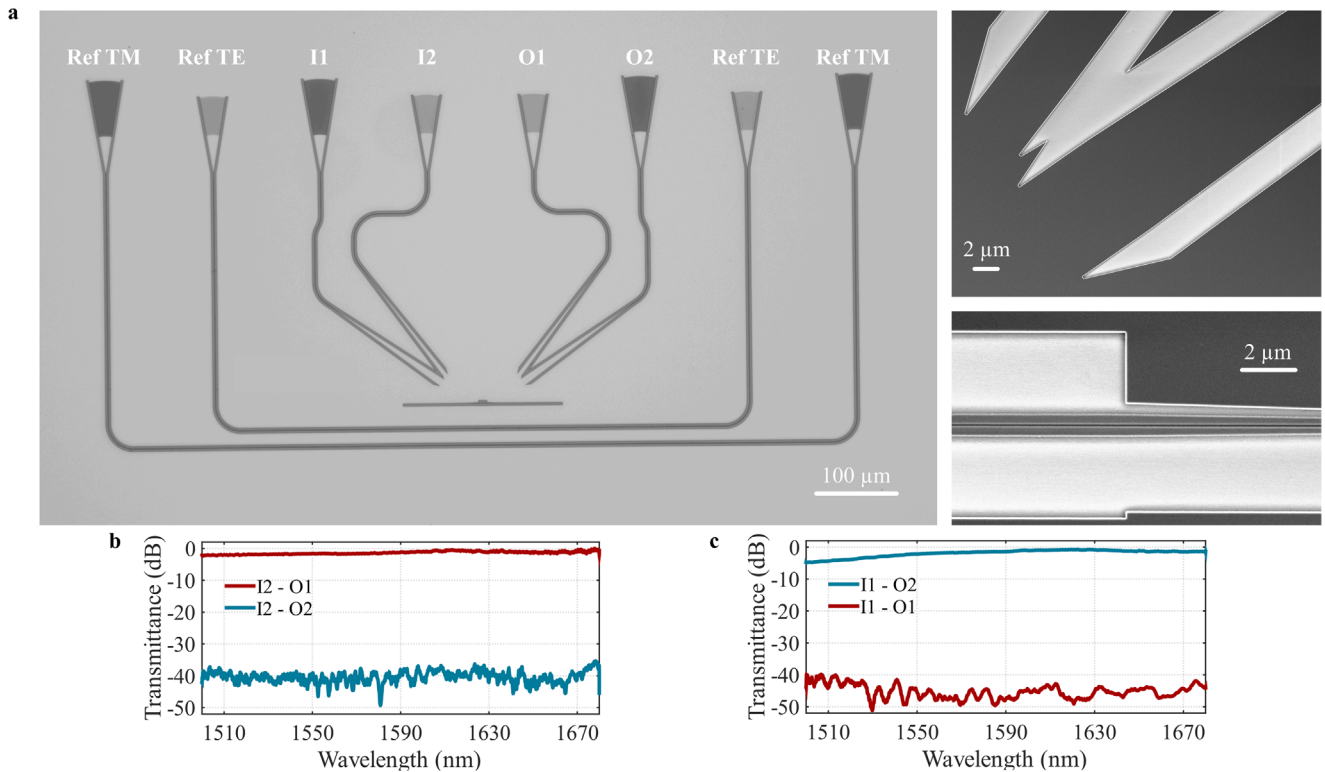 a
Ref TM Ref TE I1 I2 O1 O2 Ref TE Ref TM
100 µm
2 µm
2 µm
b
Transmittance (dB)
0
-10
-20
-30
-40
-50
I2 - O1
I2 - O2
1510 1550 1590 1630 1670
Wavelength (nm)
c
Transmittance (dB)
0
-10
-20
-30
-40
-50
I1 - O2
I1 - O1
1510 1550 1590 1630 1670
Wavelength (nm)